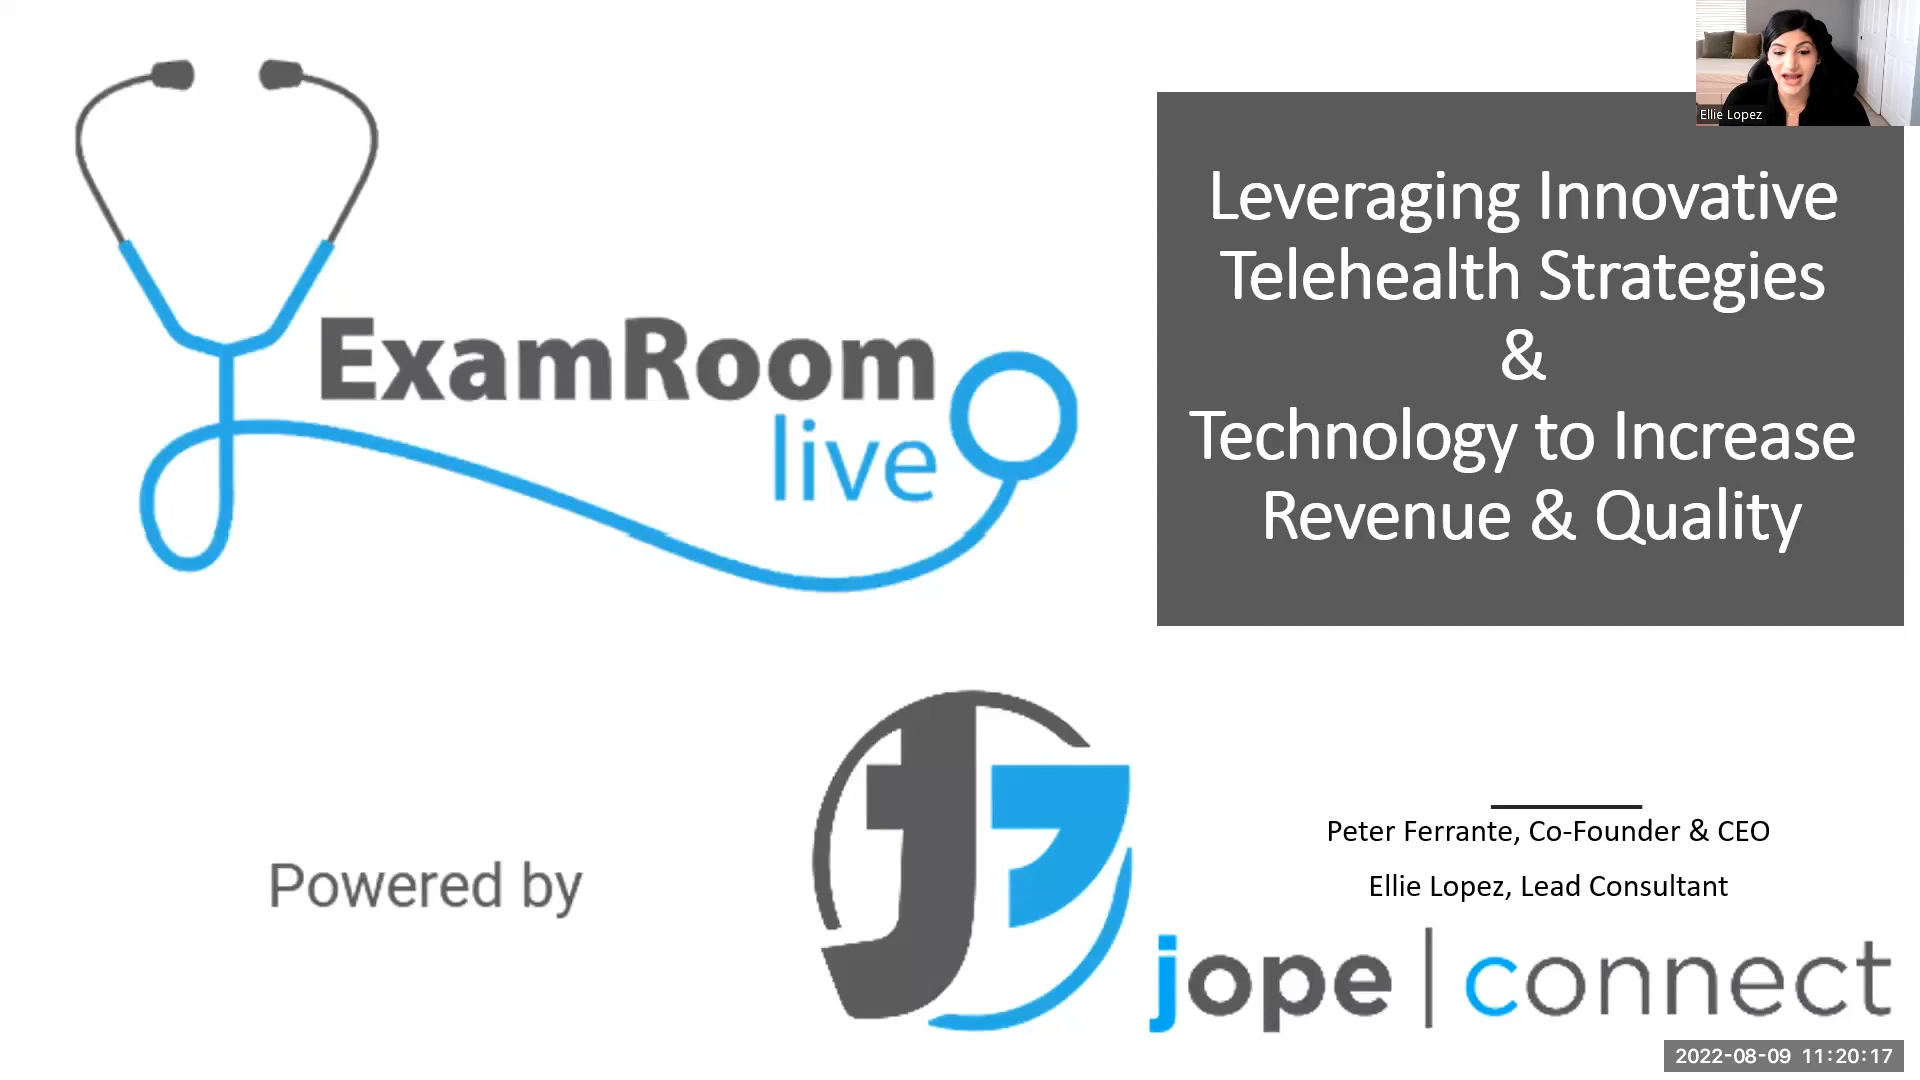 Ellie Lopez
ExamRoom
live
Leveraging Innovative
Telehealth Strategies
&
Technology to Increase
Revenue & Quality
Powered by
Peter Ferrante, Co-Founder & CEO
Ellie Lopez, Lead Consultant
jope | connect
2022-08-09 11:20:17